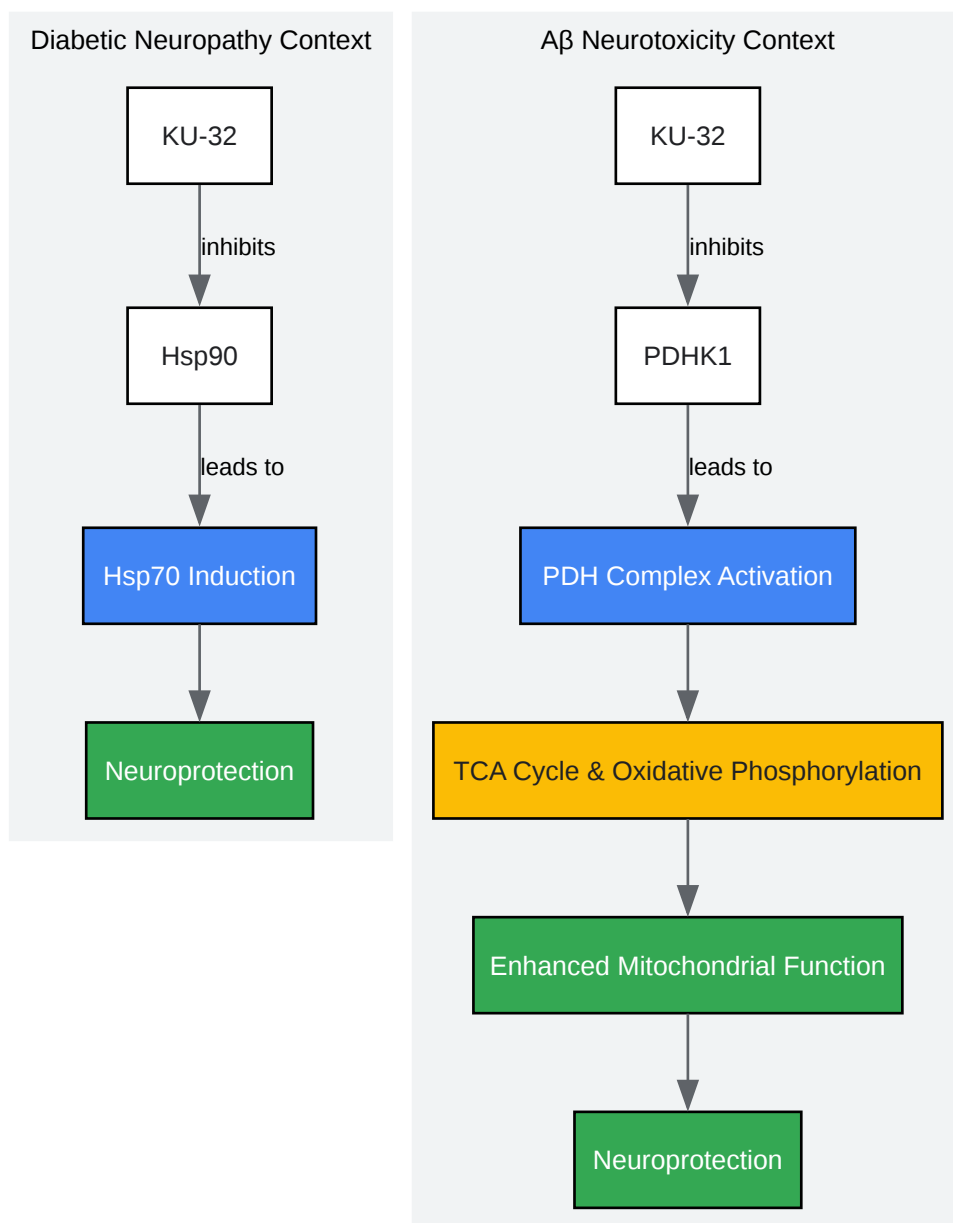 Diabetic Neuropathy Context
KU-32
inhibits
Hsp90
leads to
Hsp70 Induction
Neuroprotection
Aβ Neurotoxicity Context
KU-32
inhibits
PDHK1
leads to
PDH Complex Activation
TCA Cycle & Oxidative Phosphorylation
Enhanced Mitochondrial Function
Neuroprotection